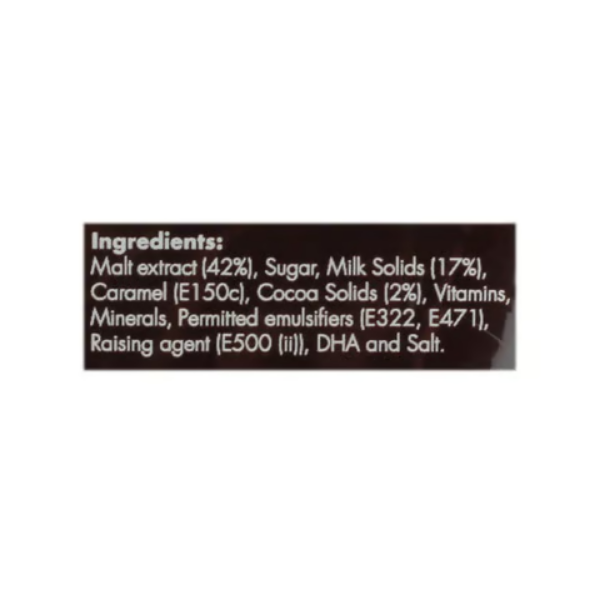 Ingredients:
Malt extract (42%), Sugar, Milk Solids (17%),
Caramel (E150c), Cocoa Solids (2%), Vitamins,
Minerals, Permitted emulsifiers (E322, E471),
Raising agent (E500 (ii)), DHA and Salt.